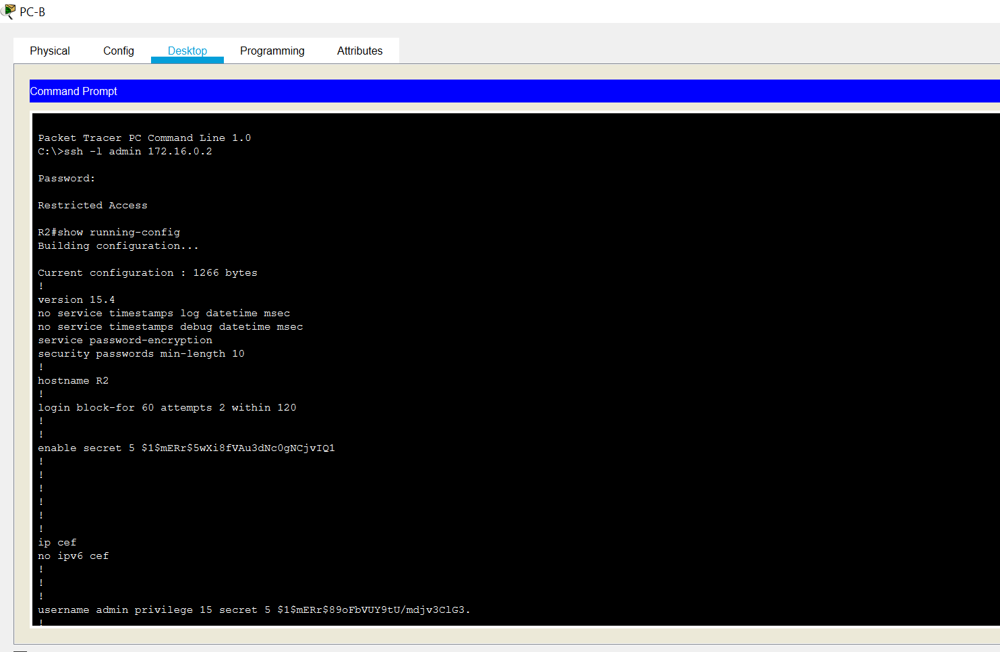 PC-B
Physical Config Desktop Programming Attributes
Command Prompt
Packet Tracer PC Command Line 1.0
C:\>ssh -l admin 172.16.0.2
Password:
Restricted Access
R2#show running-config
Building configuration...
Current configuration : 1266 bytes
!
version 15.4
no service timestamps log datetime msec
no service timestamps debug datetime msec
service password-encryption
security passwords min-length 10
!
hostname R2
!
login block-for 60 attempts 2 within 120
!
!
enable secret 5 $1$mERr$5wXi8fVAu3dNc0gNCjvIQ1
!
!
!
!
!
!
ip cef
no ipv6 cef
!
!
!
username admin privilege 15 secret 5 $1$mERr$89oFbVUY9tU/mdjv3ClG3.
!